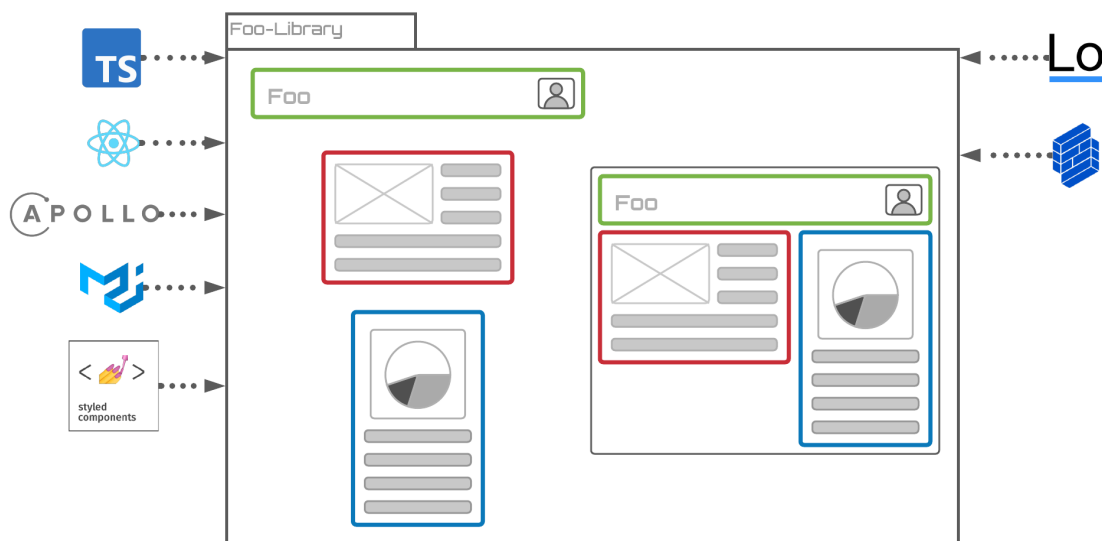 Foo-Library
TS
Foo
APOLLO
Foo
< >
styled
components
Lo